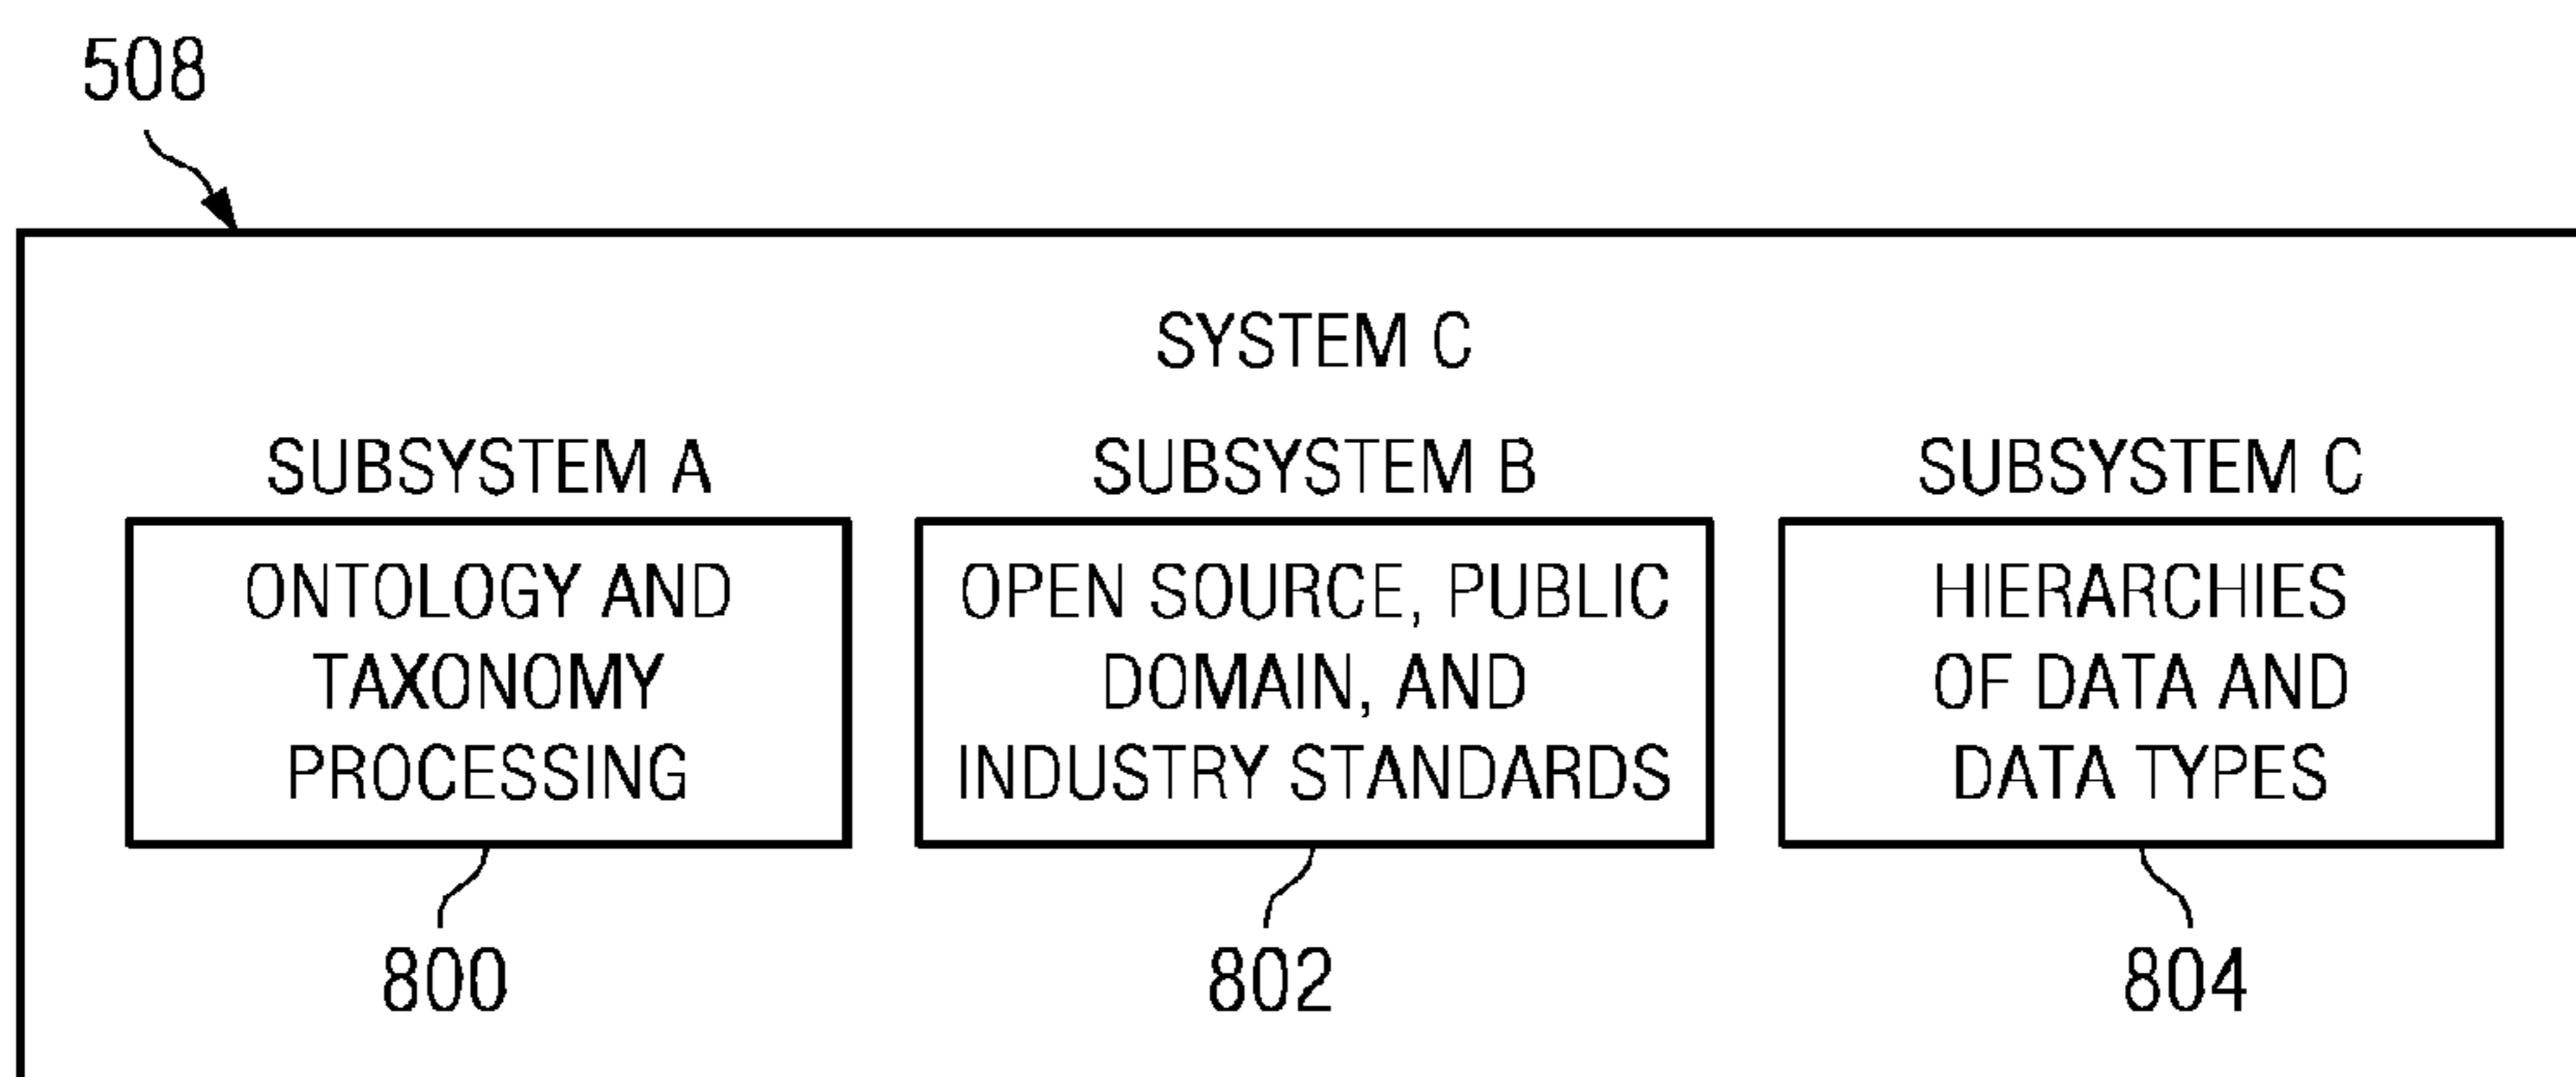 508
SYSTEM C
SUBSYSTEM A
ONTOLOGY AND
TAXONOMY
PROCESSING
800
SUBSYSTEM B
OPEN SOURCE, PUBLIC
DOMAIN, AND
INDUSTRY STANDARDS
802
SUBSYSTEM C
HIERARCHIES
OF DATA AND
DATA TYPES
804